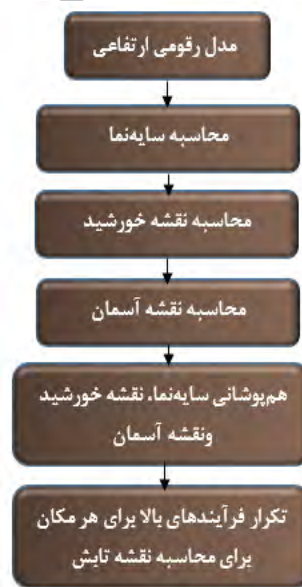 مدل رقومی ارتفاعی
محاسبه سایه‌نما
محاسبه نقشه خورشید
محاسبه نقشه آسمان
هم‌پوشانی سایه‌نما، نقشه خورشید
ونقشه آسمان
تکرار فرآیندهای بالا برای هر مکان
برای محاسبه نقشه تابش